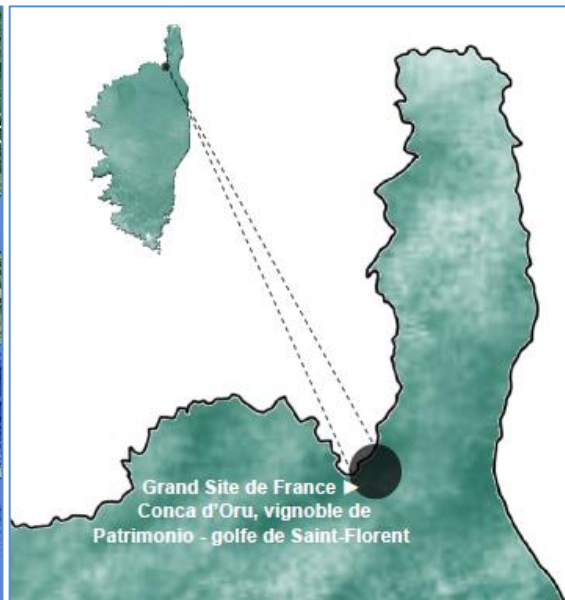 Grand Site de France ►
Conca d'Oru, vignoble de
Patrimonio - golfe de Saint-Florent